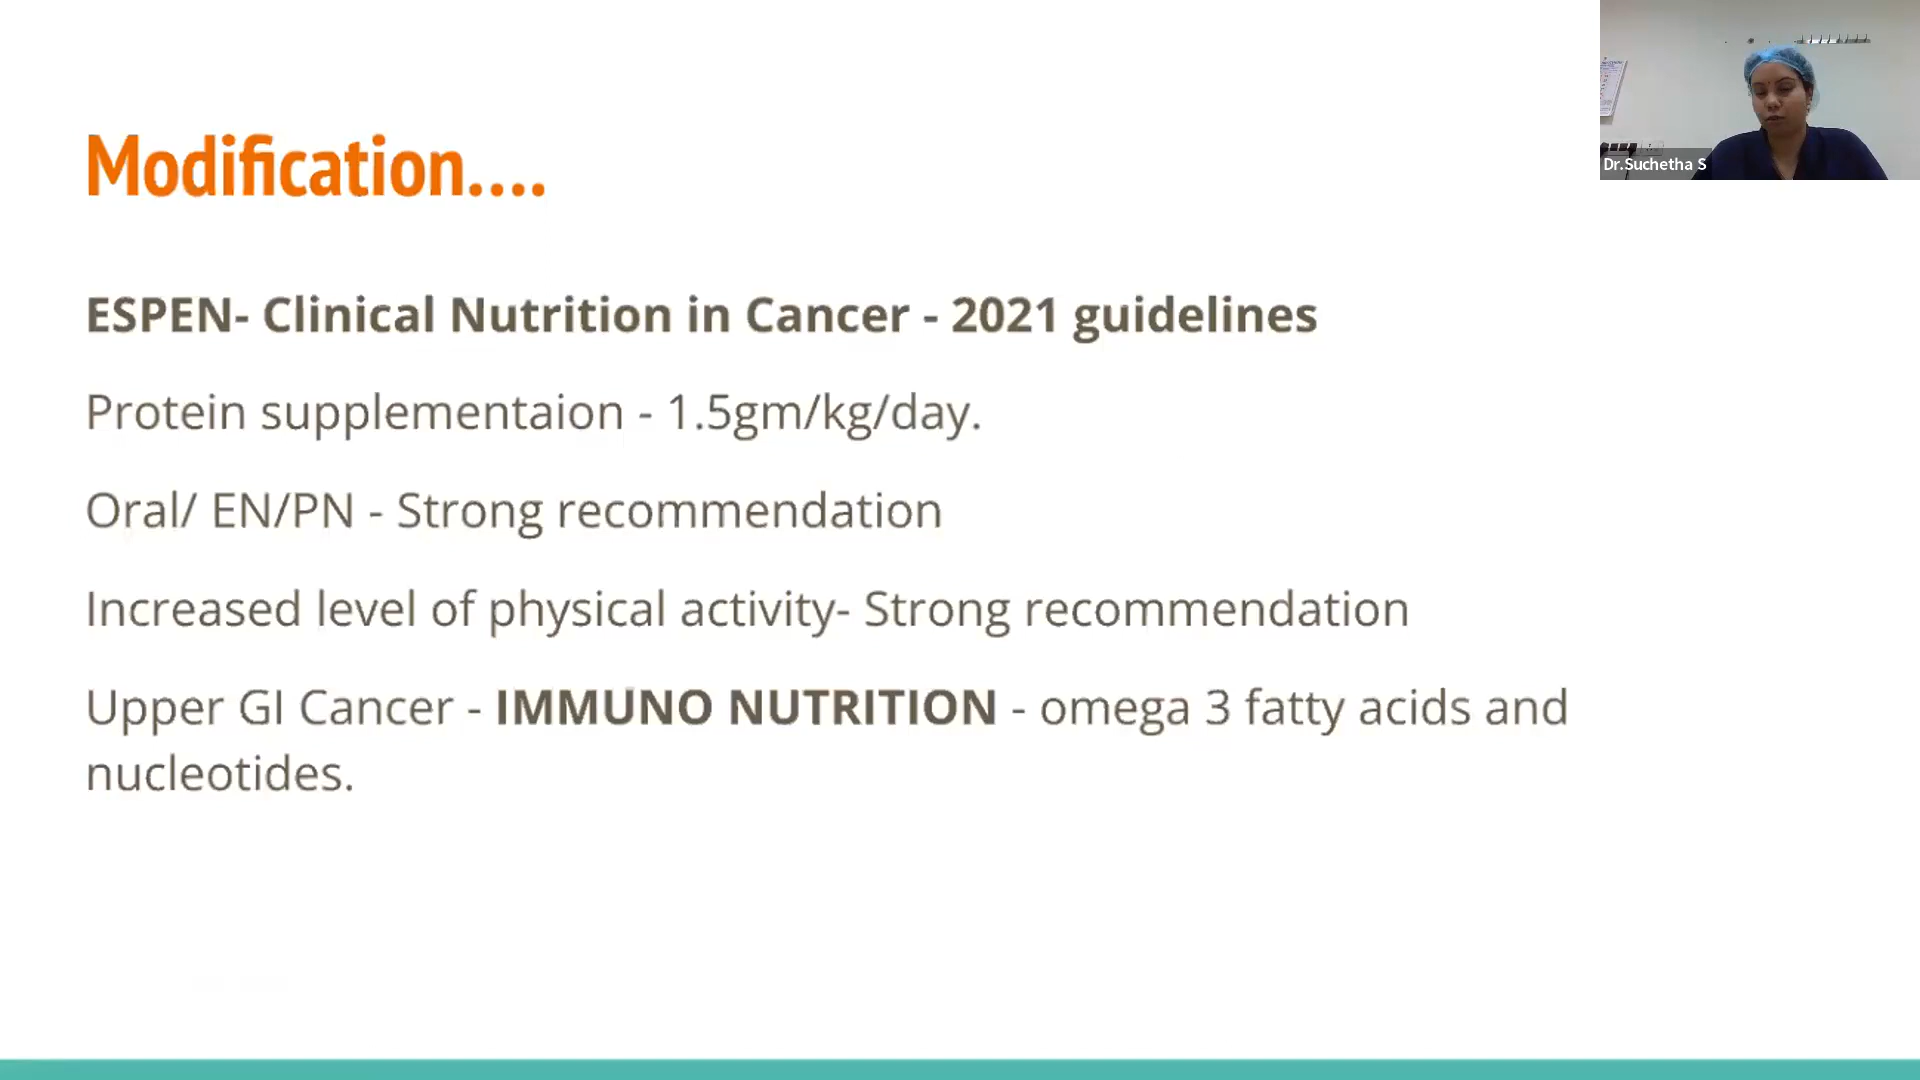 Modification....
ESPEN- Clinical Nutrition in Cancer - 2021 guidelines
Protein supplementaion - 1.5gm/kg/day.
Oral/ EN/PN - Strong recommendation
Increased level of physical activity- Strong recommendation
Upper GI Cancer - IMMUNO NUTRITION - omega 3 fatty acids and
nucleotides.
Dr.Suchetha S